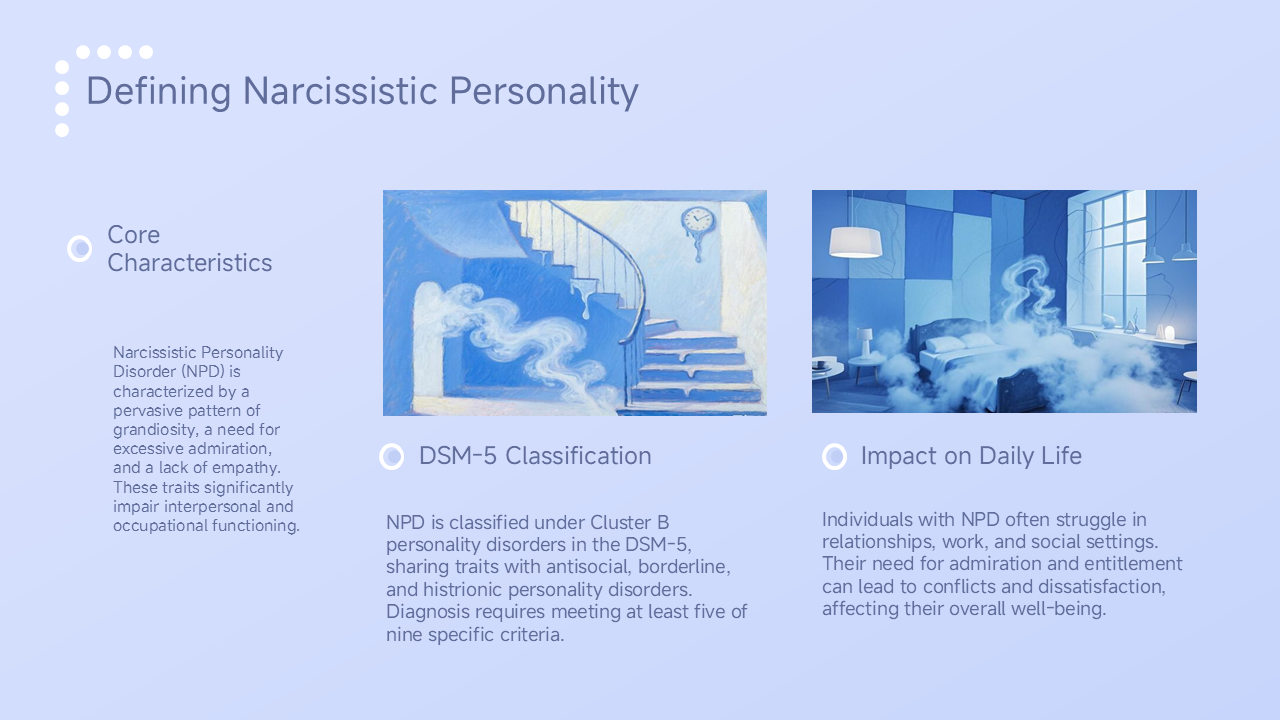 Defining Narcissistic Personality
Core
Characteristics
Narcissistic Personality
Disorder (NPD) is
characterized by a
pervasive pattern of
grandiosity, a need for
excessive admiration,
and a lack of empathy.
These traits significantly
impair interpersonal and
occupational functioning.
DSM-5 Classification
NPD is classified under Cluster B
personality disorders in the DSM-5,
sharing traits with antisocial, borderline,
and histrionic personality disorders.
Diagnosis requires meeting at least five of
nine specific criteria.
Impact on Daily Life
Individuals with NPD often struggle in
relationships, work, and social settings.
Their need for admiration and entitlement
can lead to conflicts and dissatisfaction,
affecting their overall well-being.